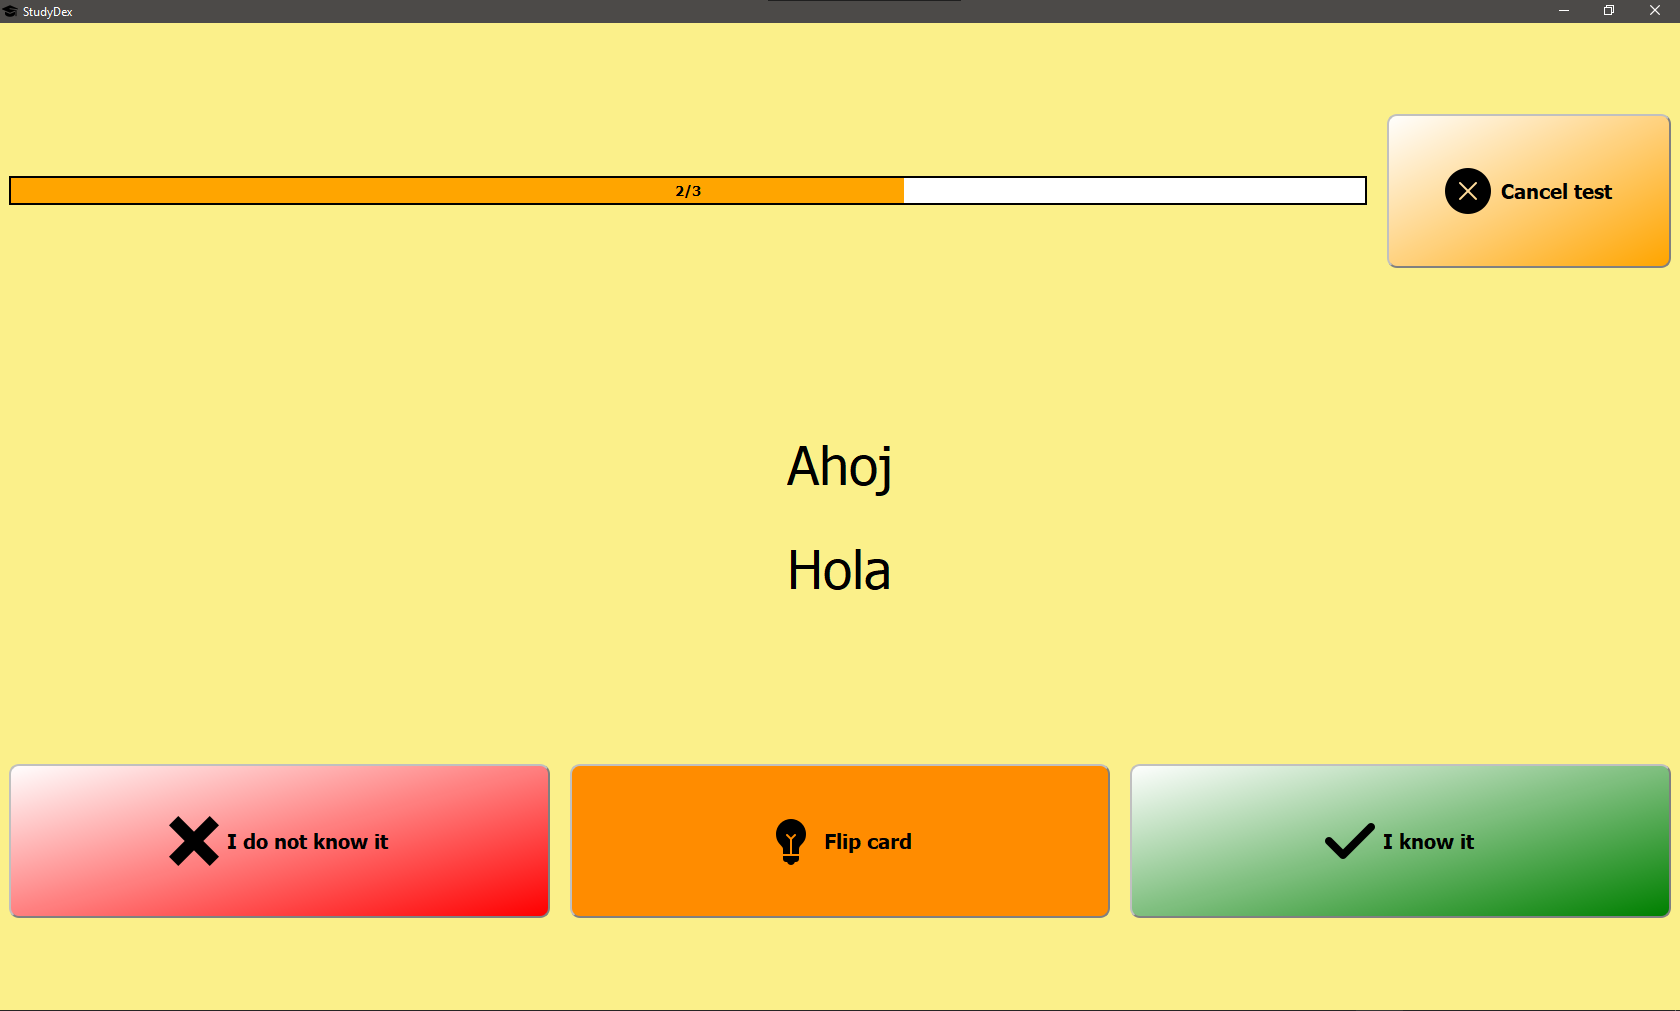 StudyDex
2/3
Cancel test
Ahoj
Hola
I do not know it
Flip card
I know it